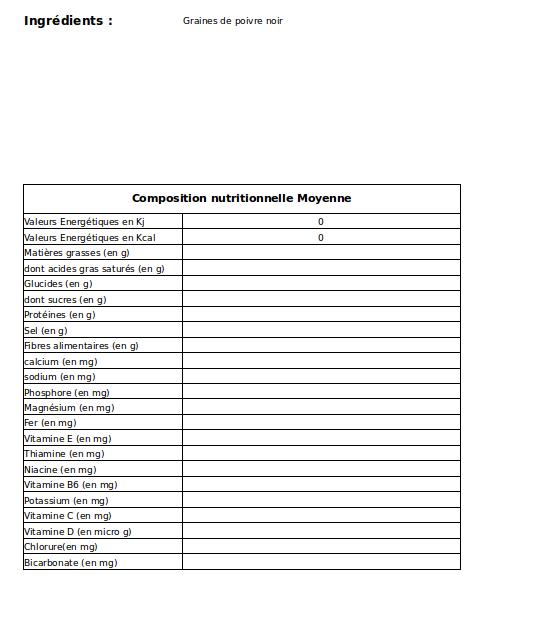 Ingrédients : Graines de poivre noir
Composition nutritionnelle Moyenne
Valeurs Energétiques en Kj 0
Valeurs Energétiques en Kcal 0
Matières grasses (en g)
dont acides gras saturés (en g)
Glucides (en g)
dont sucres (en g)
Protéines (en g)
Sel (en g)
Fibres alimentaires (en g)
calcium (en mg)
sodium (en mg)
Phosphore (en mg)
Magnésium (en mg)
Fer (en mg)
Vitamine E (en mg)
Thiamine (en mg)
Niacine (en mg)
Vitamine B6 (en mg)
Potassium (en mg)
Vitamine C (en mg)
Vitamine D (en micro g)
Chlorure(en mg)
Bicarbonate (en mg)